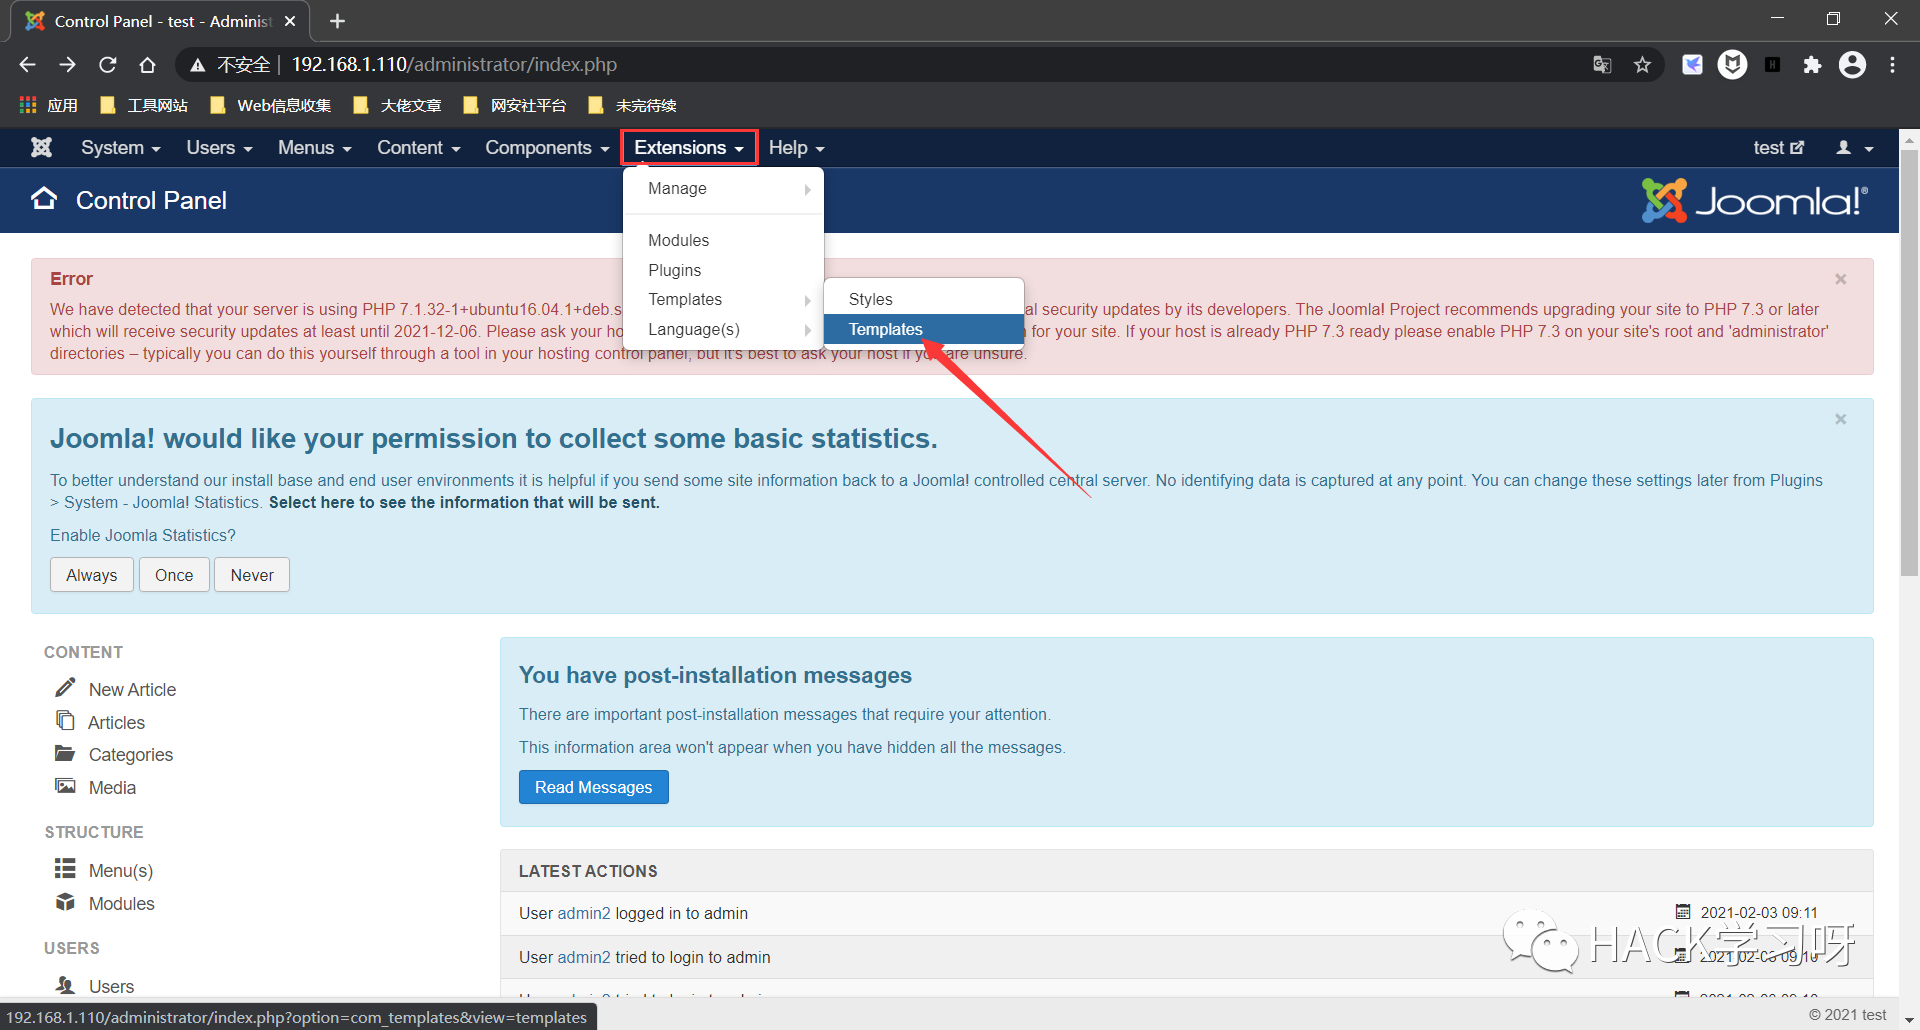 Control Panel - test - Adminis
不安全 | 192.168.1.110/administrator/index.php
应用 工具网站 Web信息收集 大佬文章 网安社平台 未完待续
System Users Menus Content Components Extensions Help test
Control Panel
Joomla!®
Manage
Modules
Plugins
Templates
Language(s)
Styles
Templates
Error
We have detected that your server is using PHP 7.1.32-1+ubuntu16.04.1+deb.s al security updates by its developers. The Joomla! Project recommends upgrading your site to PHP 7.3 or later
which will receive security updates at least until 2021-12-06. Please ask your ho for your site. If your host is already PHP 7.3 ready please enable PHP 7.3 on your site's root and 'administrator'
directories – typically you can do this yourself through a tool in your hosting control panel, but it's best to ask your host if you are unsure.
Joomla! would like your permission to collect some basic statistics.
To better understand our install base and end user environments it is helpful if you send some site information back to a Joomla! controlled central server. No identifying data is captured at any point. You can change these settings later from Plugins
> System - Joomla! Statistics. Select here to see the information that will be sent.
Enable Joomla Statistics?
Always Once Never
CONTENT
New Article
Articles
Categories
Media
STRUCTURE
Menu(s)
Modules
USERS
Users
You have post-installation messages
There are important post-installation messages that require your attention.
This information area won't appear when you have hidden all the messages.
Read Messages
LATEST ACTIONS
User admin2 logged in to admin 2021-02-03 09:11
User admin2 tried to login to admin 2021-02-03 09:10
HACK学习呀
192.168.1.110/administrator/index.php?option=com_templates&view=templates
© 2021 test